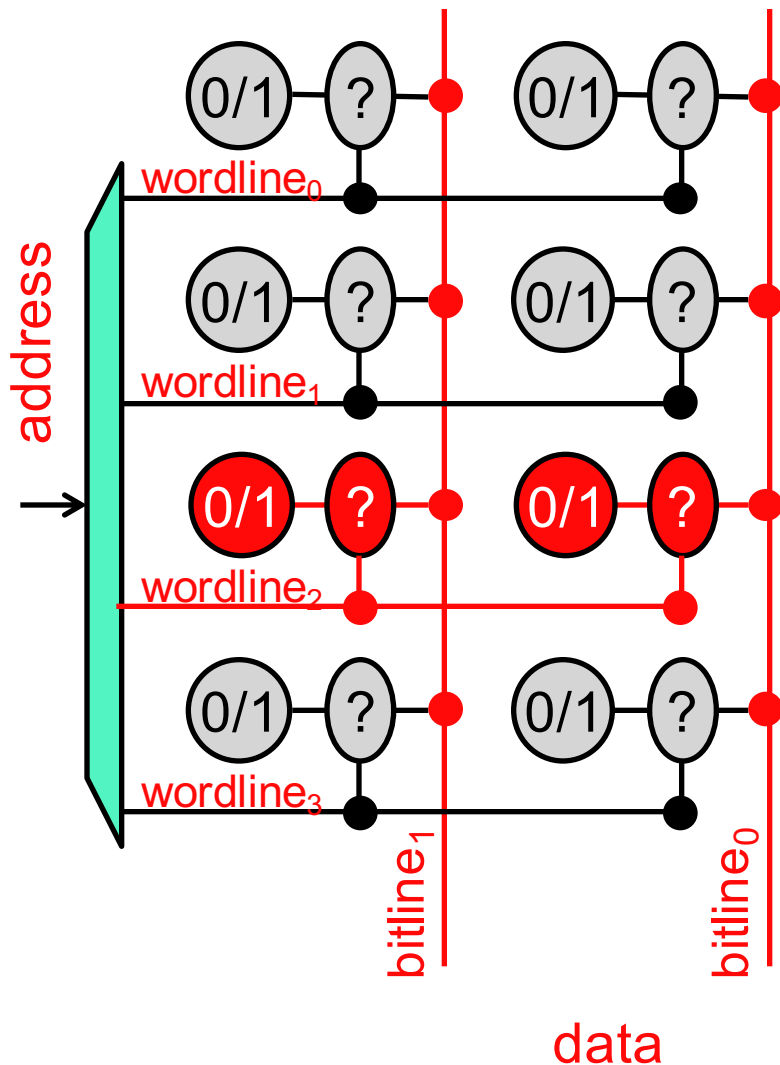 0/1 ? 0/1 ?
wordline₀
address
0/1 ? 0/1 ?
wordline₁
0/1 ? 0/1 ?
wordline₂
0/1 ? 0/1 ?
wordline₃
bitline₁
bitline₀
data